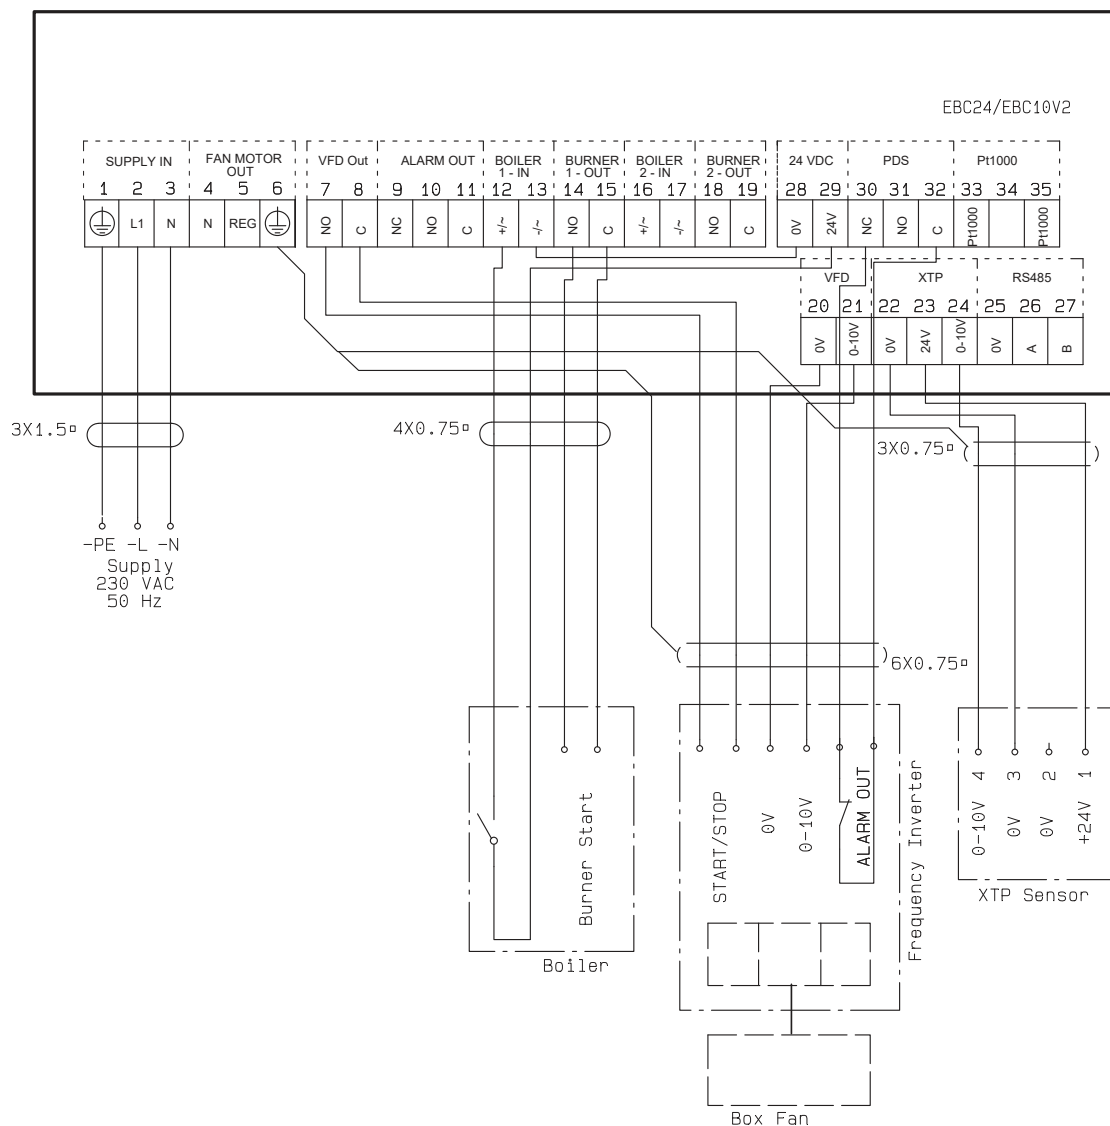 EBC24/EBC10V2
SUPPLY IN
FAN MOTOR
OUT
VFD Out
ALARM OUT
BOILER
1 - IN
BURNER
1 - OUT
BOILER
2 - IN
BURNER
2 - OUT
24 VDC
PDS
Pt1000
1 2 3 4 5 6 7 8 9 10 11 12 13 14 15 16 17 18 19 28 29 30 31 32 33 34 35
L1 N N REG NO C NC NO C +/~ -/~ NO C +/~ -/~ NO C 0V 24V NC NO C Pt1000 Pt1000
VFD XTP RS485
20 21 22 23 24 25 26 27
0V 0-10V 0V 24V 0-10V 0V A B
3X1.5
4X0.75
3X0.75
-PE -L -N
Supply
230 VAC
50 Hz
6X0.75
Burner Start
Boiler
START/STOP
0V
0-10V
ALARM OUT
Frequency Inverter
4 3 2 1
0-10V 0V 0V +24V
XTP Sensor
Box Fan